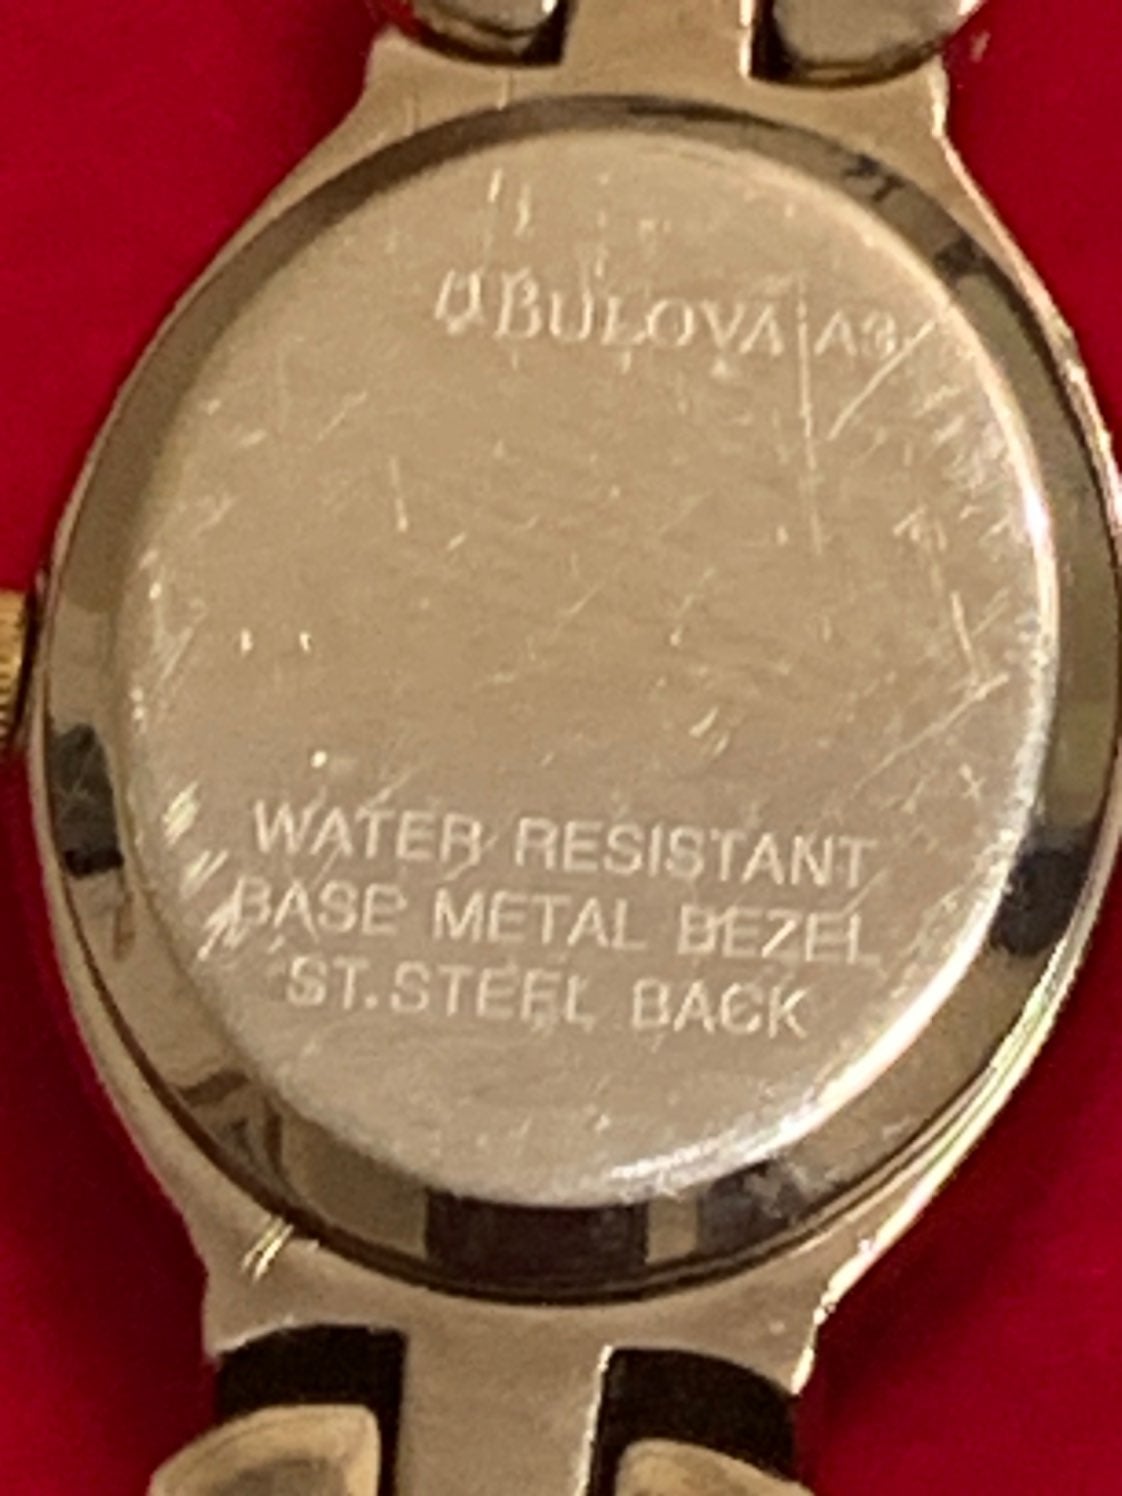 BULOVA A3
WATER RESISTANT
BASE METAL BEZEL
ST. STEEL BACK